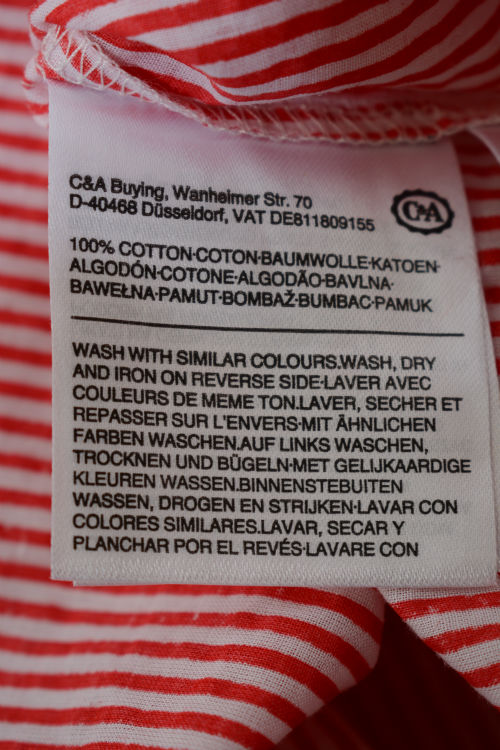 C&A Buying, Wanheimer Str. 70
D-40468 Düsseldorf, VAT DE811809155
C&A
100% COTTON·COTON·BAUMWOLLE·KATOEN·
ALGODÓN·COTONE·ALGODÃO·BAVLNA·
BAWEŁNA·PAMUT·BOMBAŽ·BUMBAC·PAMUK
WASH WITH SIMILAR COLOURS.WASH, DRY
AND IRON ON REVERSE SIDE·LAVER AVEC
COULEURS DE MEME TON.LAVER, SECHER ET
REPASSER SUR L'ENVERS·MIT ÄHNLICHEN
FARBEN WASCHEN.AUF LINKS WASCHEN,
TROCKNEN UND BÜGELN·MET GELIJKAARDIGE
KLEUREN WASSEN.BINNENSTEBUITEN
WASSEN, DROGEN EN STRIJKEN·LAVAR CON
COLORES SIMILARES.LAVAR, SECAR Y
PLANCHAR POR EL REVÉS·LAVARE CON